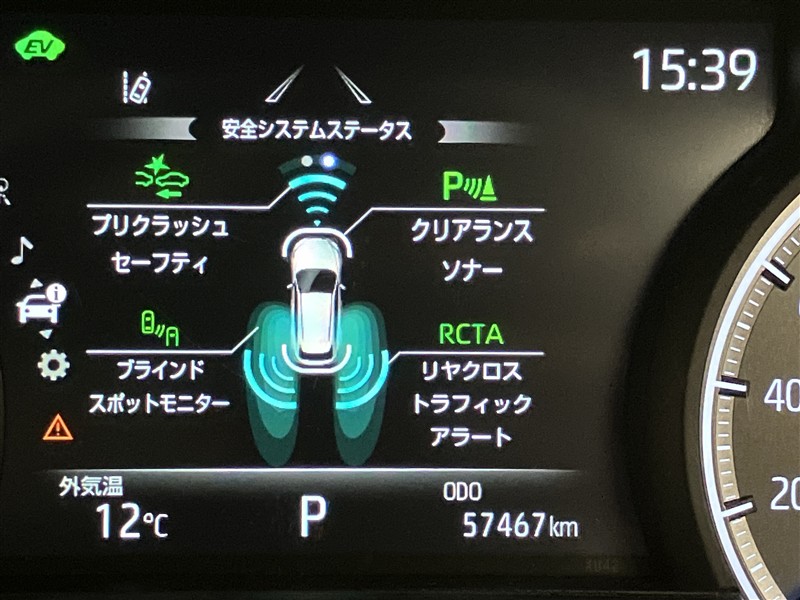 EV
15:39
安全システムステータス
P
プリクラッシュ
セーフティ
クリアランス
ソナー
RCTA
ブラインド
スポットモニター
リヤクロス
トラフィック
アラート
40
20
外気温
12℃
P
ODO
57467km